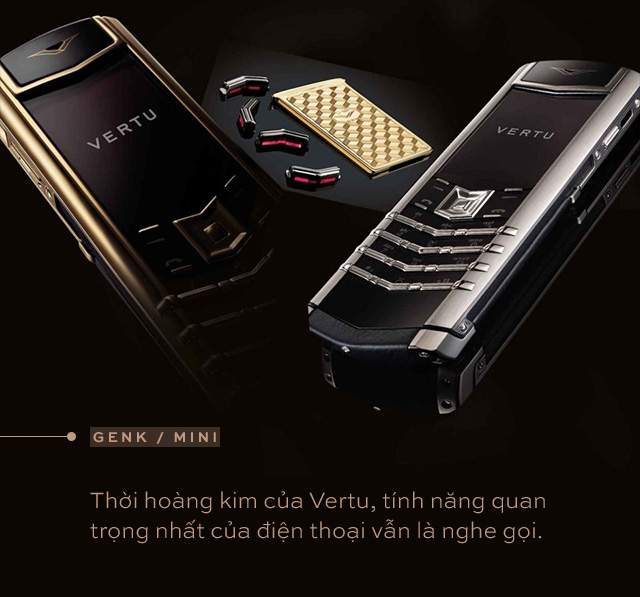 VERTU
VERTU
GENK / MINI
Thời hoàng kim của Vertu, tính năng quan
trọng nhất của điện thoại vẫn là nghe gọi.